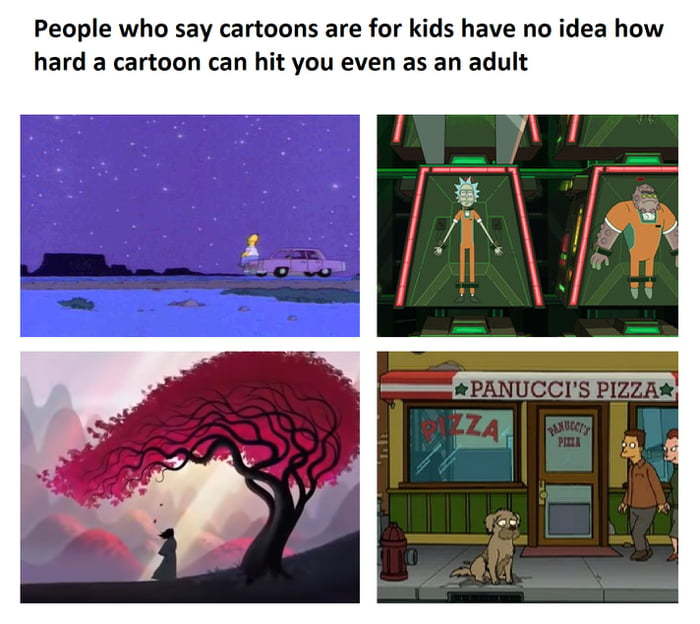 People who say cartoons are for kids have no idea how
hard a cartoon can hit you even as an adult
PANUCCI'S PIZZA
PIZZA
PANUCCI'S
PIZZA